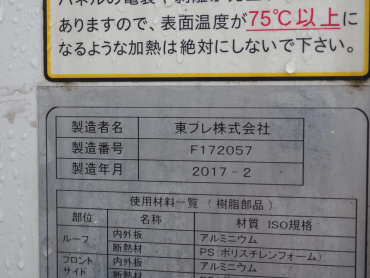 ありますので、表面温度が75℃以上に
なるような加熱は絶対にしないで下さい。
製造者名 東プレ株式会社
製造番号 F172057
製造年月 2017-2
使用材料一覧（樹脂部品）
部位 名称 材質 ISO規格
ルーフ 内外板 アルミニウム
断熱材 PS(ポリスチレンフォーム)
フロント 内外板 アルミニウム
サイド 断熱材